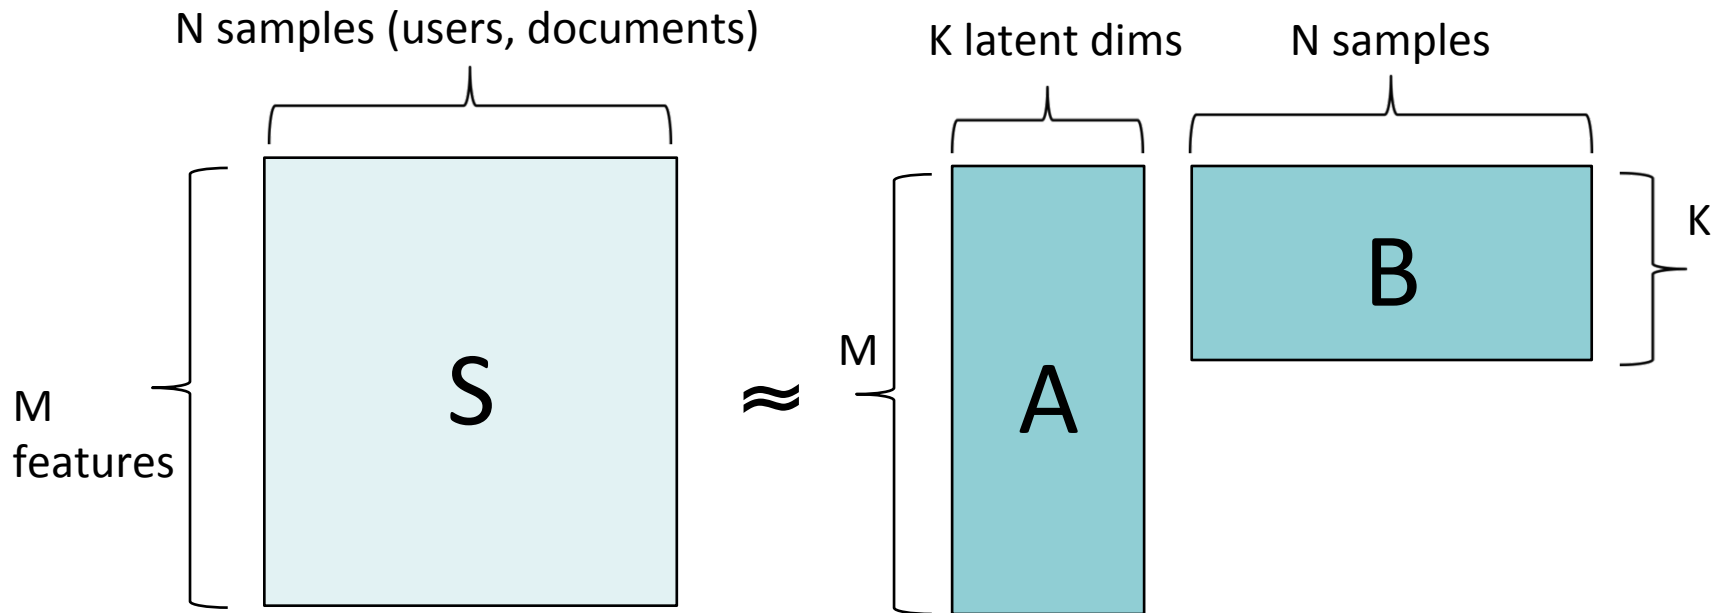 N samples (users, documents)
K latent dims
N samples
M
features
S
≈
M
A
B
K